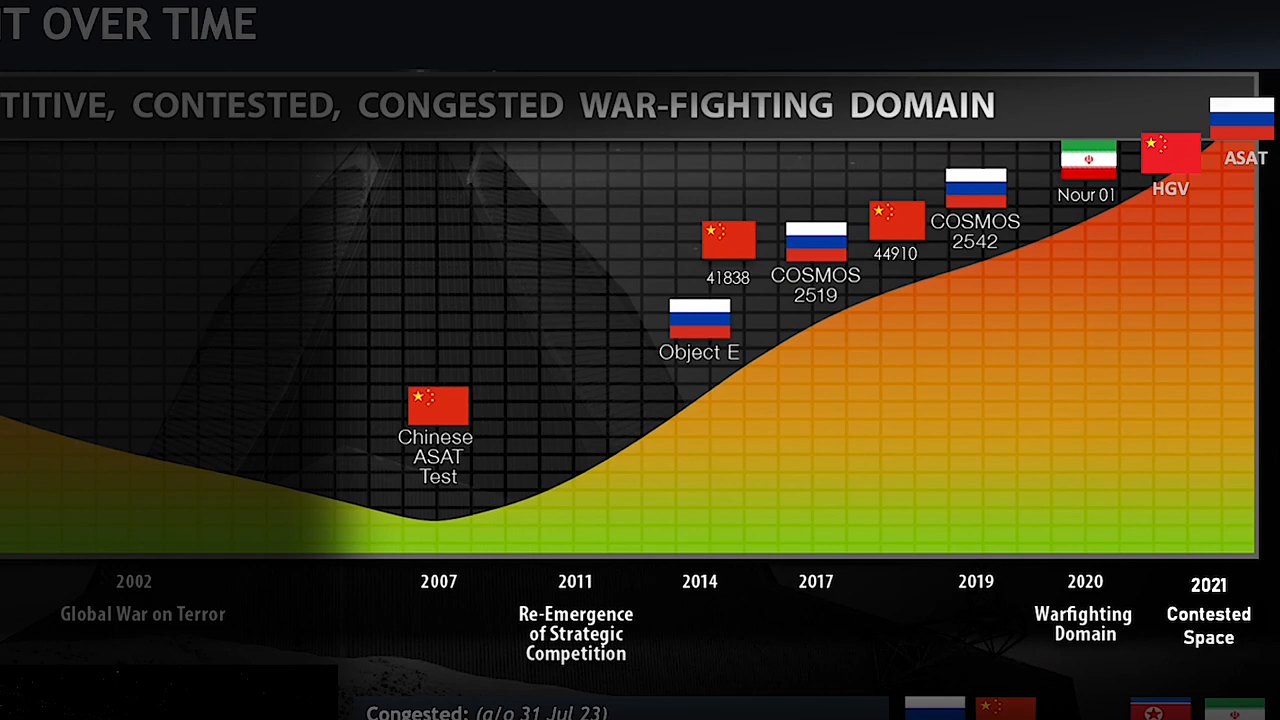 T OVER TIME
TITIVE, CONTESTED, CONGESTED WAR-FIGHTING DOMAIN
ASAT
HGV
Nour 01
COSMOS
2542
44910
41838
COSMOS
2519
Object E
Chinese
ASAT
Test
2002
2007
2011
2014
2017
2019
2020
2021
Global War on Terror
Re-Emergence
of Strategic
Competition
Warfighting
Domain
Contested
Space
Congested: (a/o 31 Jul 23)